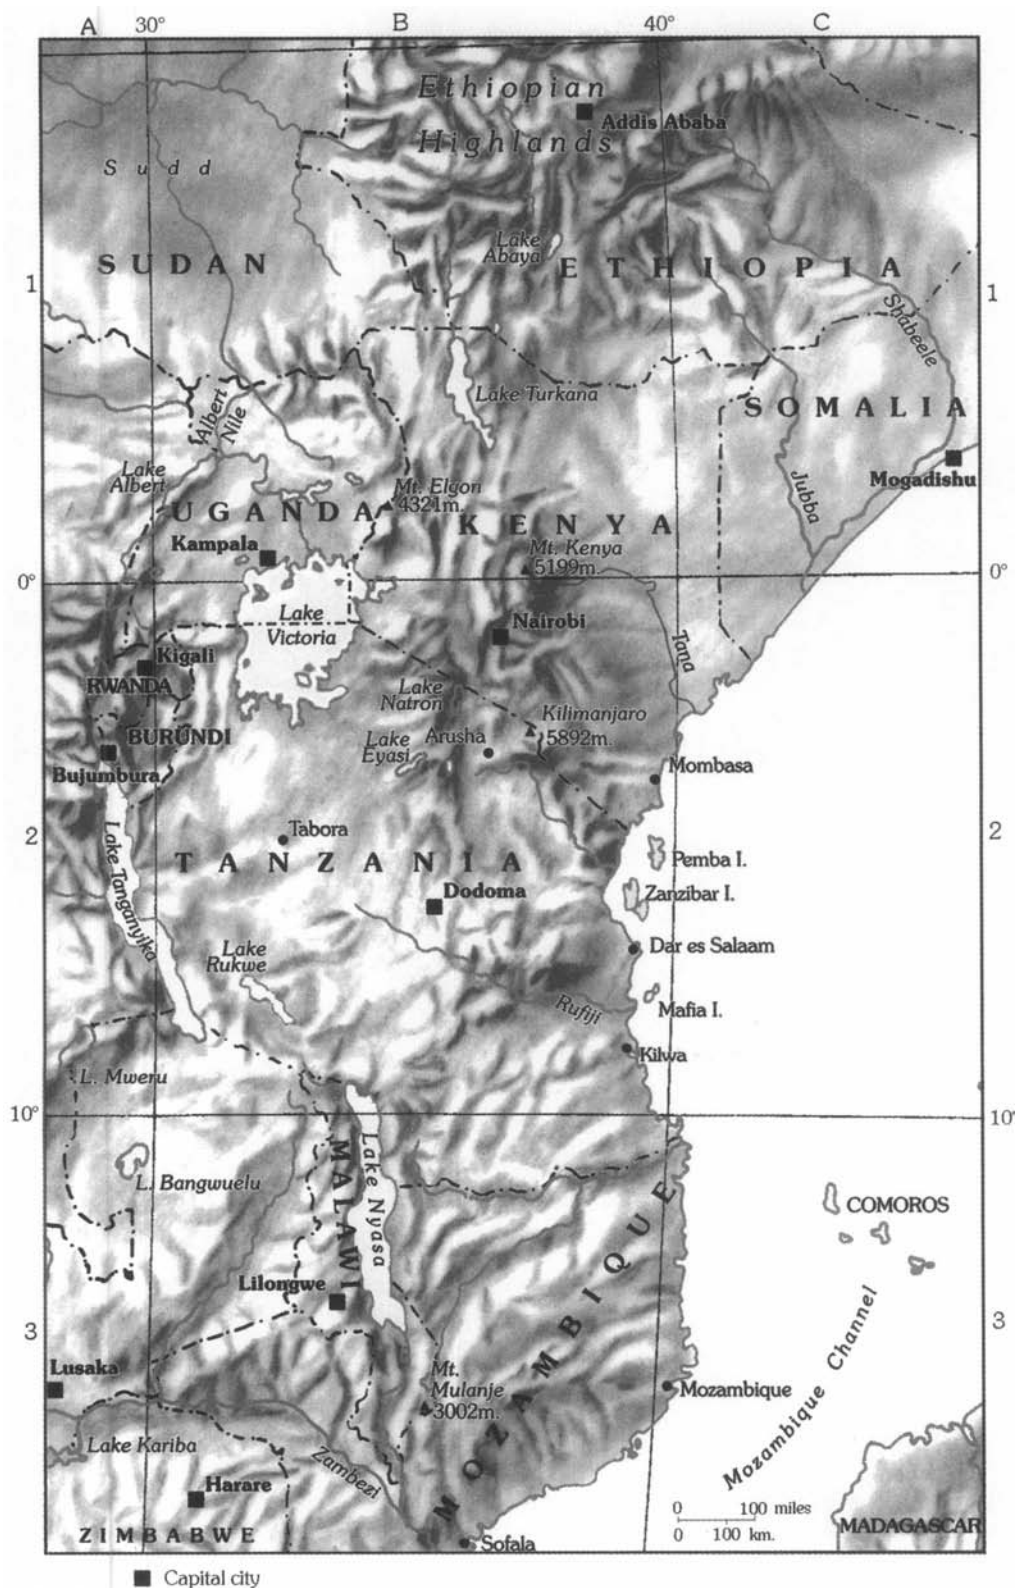 A 30° B 40° C
Ethiopian
Highlands
Addis Ababa
Sudd
Lake
Abaya
SUDAN
ETHIOPIA
1
1
Shabeele
Lake Turkana
SOMALIA
Albert
Nile
Lake
Albert
Mogadishu
Mt. Elgon
4321m.
Jubba
UGANDA
KENYA
Kampala
Mt. Kenya
5199m.
0°
0°
Lake
Victoria
Nairobi
Tana
Kigali
RWANDA
Lake
Natron
Kilimanjaro
5892m.
BURUNDI
Lake
Eyasi
Arusha
Bujumbura
Mombasa
Tabora
2
2
TANZANIA
Pemba I.
Lake Tanganyika
Dodoma
Zanzibar I.
Dar es Salaam
Lake
Rukwe
Rufiji
Mafia I.
Kilwa
L. Mweru
10°
10°
MALAWI
Lake Nyasa
L. Bangwuelu
COMOROS
MOZAMBIQUE
Lilongwe
Mozambique Channel
3
3
Lusaka
Mt.
Mulanje
3002m.
Mozambique
Lake Kariba
Zambezi
Harare
0 100 miles
0 100 km.
ZIMBABWE
Sofala
MADAGASCAR
Capital city